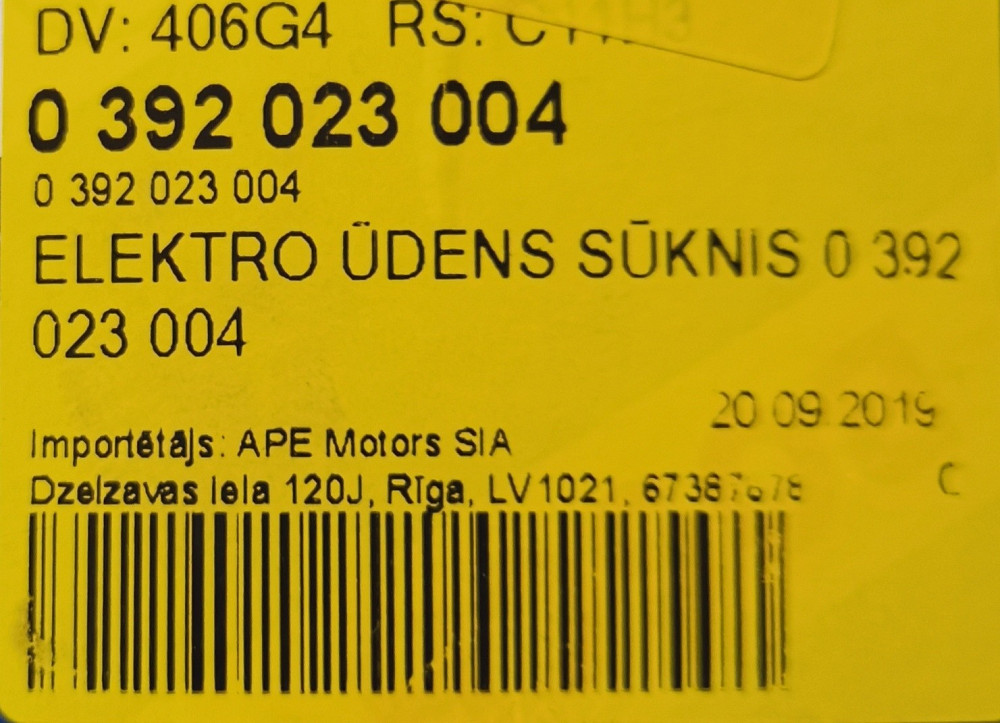 DV: 406G4 RS:
0 392 023 004
0 392 023 004
ELEKTRO ŪDENS SŪKNIS 0 392
023 004
20 09 2019
Importētājs: APE Motors SIA
Dzelzavas iela 120J, Rīga, LV1021,
C